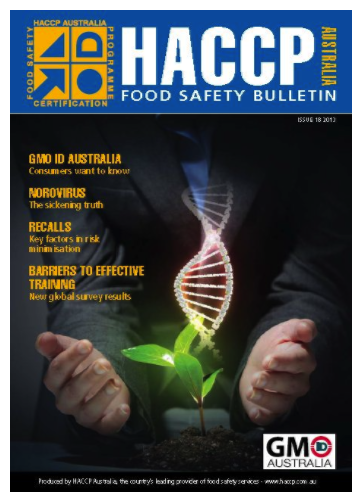 HACCP AUSTRALIA
FOOD SAFETY
PROGRAMME
CERTIFICATION
HACCP
AUSTRALIA
FOOD SAFETY BULLETIN
ISSUE 18 2013
GMO ID AUSTRALIA
Consumers want to know
NOROVIRUS
The sickening truth
RECALLS
Key factors in risk
minimisation
BARRIERS TO EFFECTIVE
TRAINING
New global survey results
GMO ID
AUSTRALIA
Produced by HACCP Australia, the country's leading provider of food safety services - www.haccp.com.au